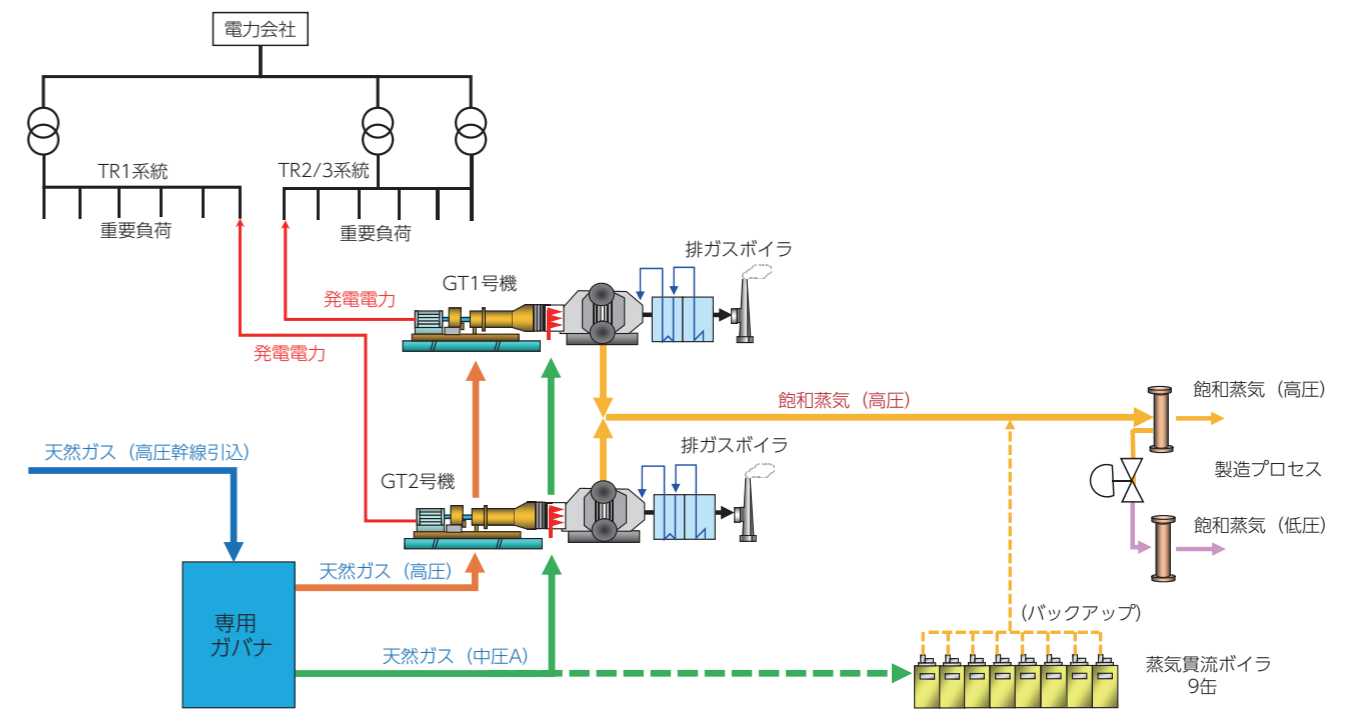 電力会社
TR1系統
TR2/3系統
重要負荷
重要負荷
排ガスボイラ
GT1号機
発電電力
発電電力
飽和蒸気（高圧）
飽和蒸気（高圧）
天然ガス（高圧幹線引込）
排ガスボイラ
GT2号機
製造プロセス
飽和蒸気（低圧）
天然ガス（高圧）
専用
ガバナ
（バックアップ）
天然ガス（中圧A）
蒸気貫流ボイラ
9缶